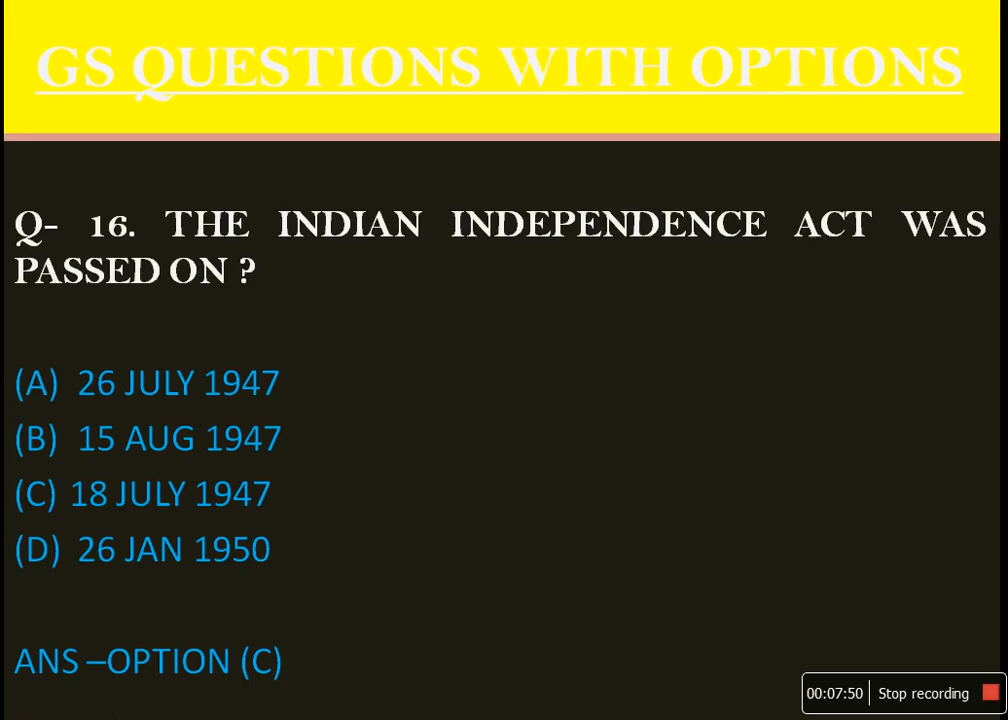 GS QUESTIONS WITH OPTIONS
Q- 16. THE INDIAN INDEPENDENCE ACT WAS
PASSED ON ?
(A) 26 JULY 1947
(B) 15 AUG 1947
(C) 18 JULY 1947
(D) 26 JAN 1950
ANS –OPTION (C)
00:07:50 Stop recording